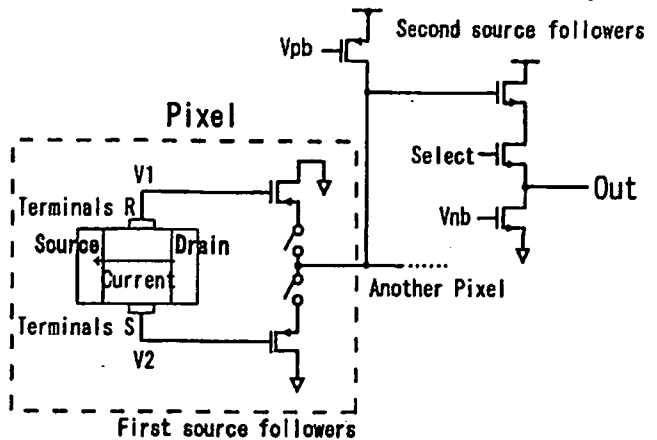 Second source followers
Vpb
Pixel
V1
Select
Out
Terminals R
Vnb
Source
Drain
Current
Another Pixel
Terminals S
V2
First source followers